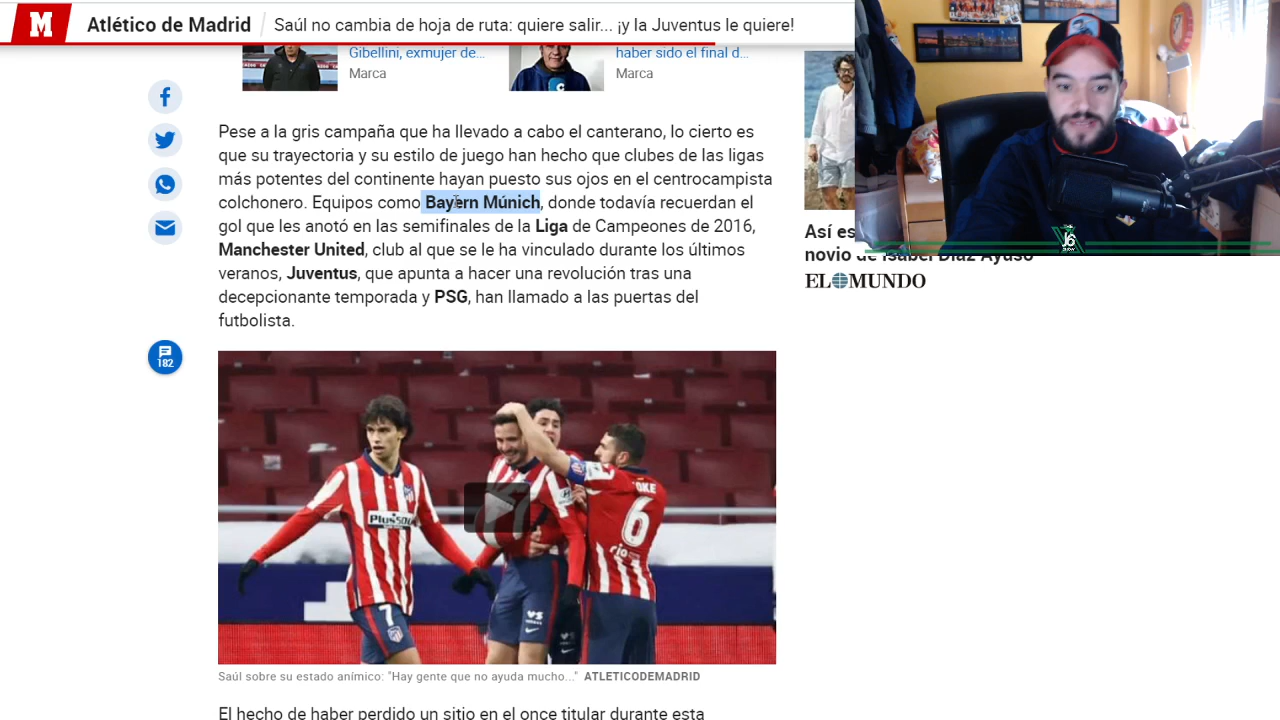 M Atlético de Madrid Saúl no cambia de hoja de ruta: quiere salir... ¡y la Juventus le quiere!
Gibellini, exmujer de...
Marca
haber sido el final d...
Marca
Pese a la gris campaña que ha llevado a cabo el canterano, lo cierto es
que su trayectoria y su estilo de juego han hecho que clubes de las ligas
más potentes del continente hayan puesto sus ojos en el centrocampista
colchonero. Equipos como Bayern Múnich, donde todavía recuerdan el
gol que les anotó en las semifinales de la Liga de Campeones de 2016,
Manchester United, club al que se le ha vinculado durante los últimos
veranos, Juventus, que apunta a hacer una revolución tras una
decepcionante temporada y PSG, han llamado a las puertas del
futbolista.
182
Plus500
7
OKE
6
rio
Saúl sobre su estado anímico: "Hay gente que no ayuda mucho..." ATLETICODEMADRID
El hecho de haber perdido un sitio en el once titular durante esta
Así es
novio de Isabel Díaz Ayuso
EL MUNDO
J6